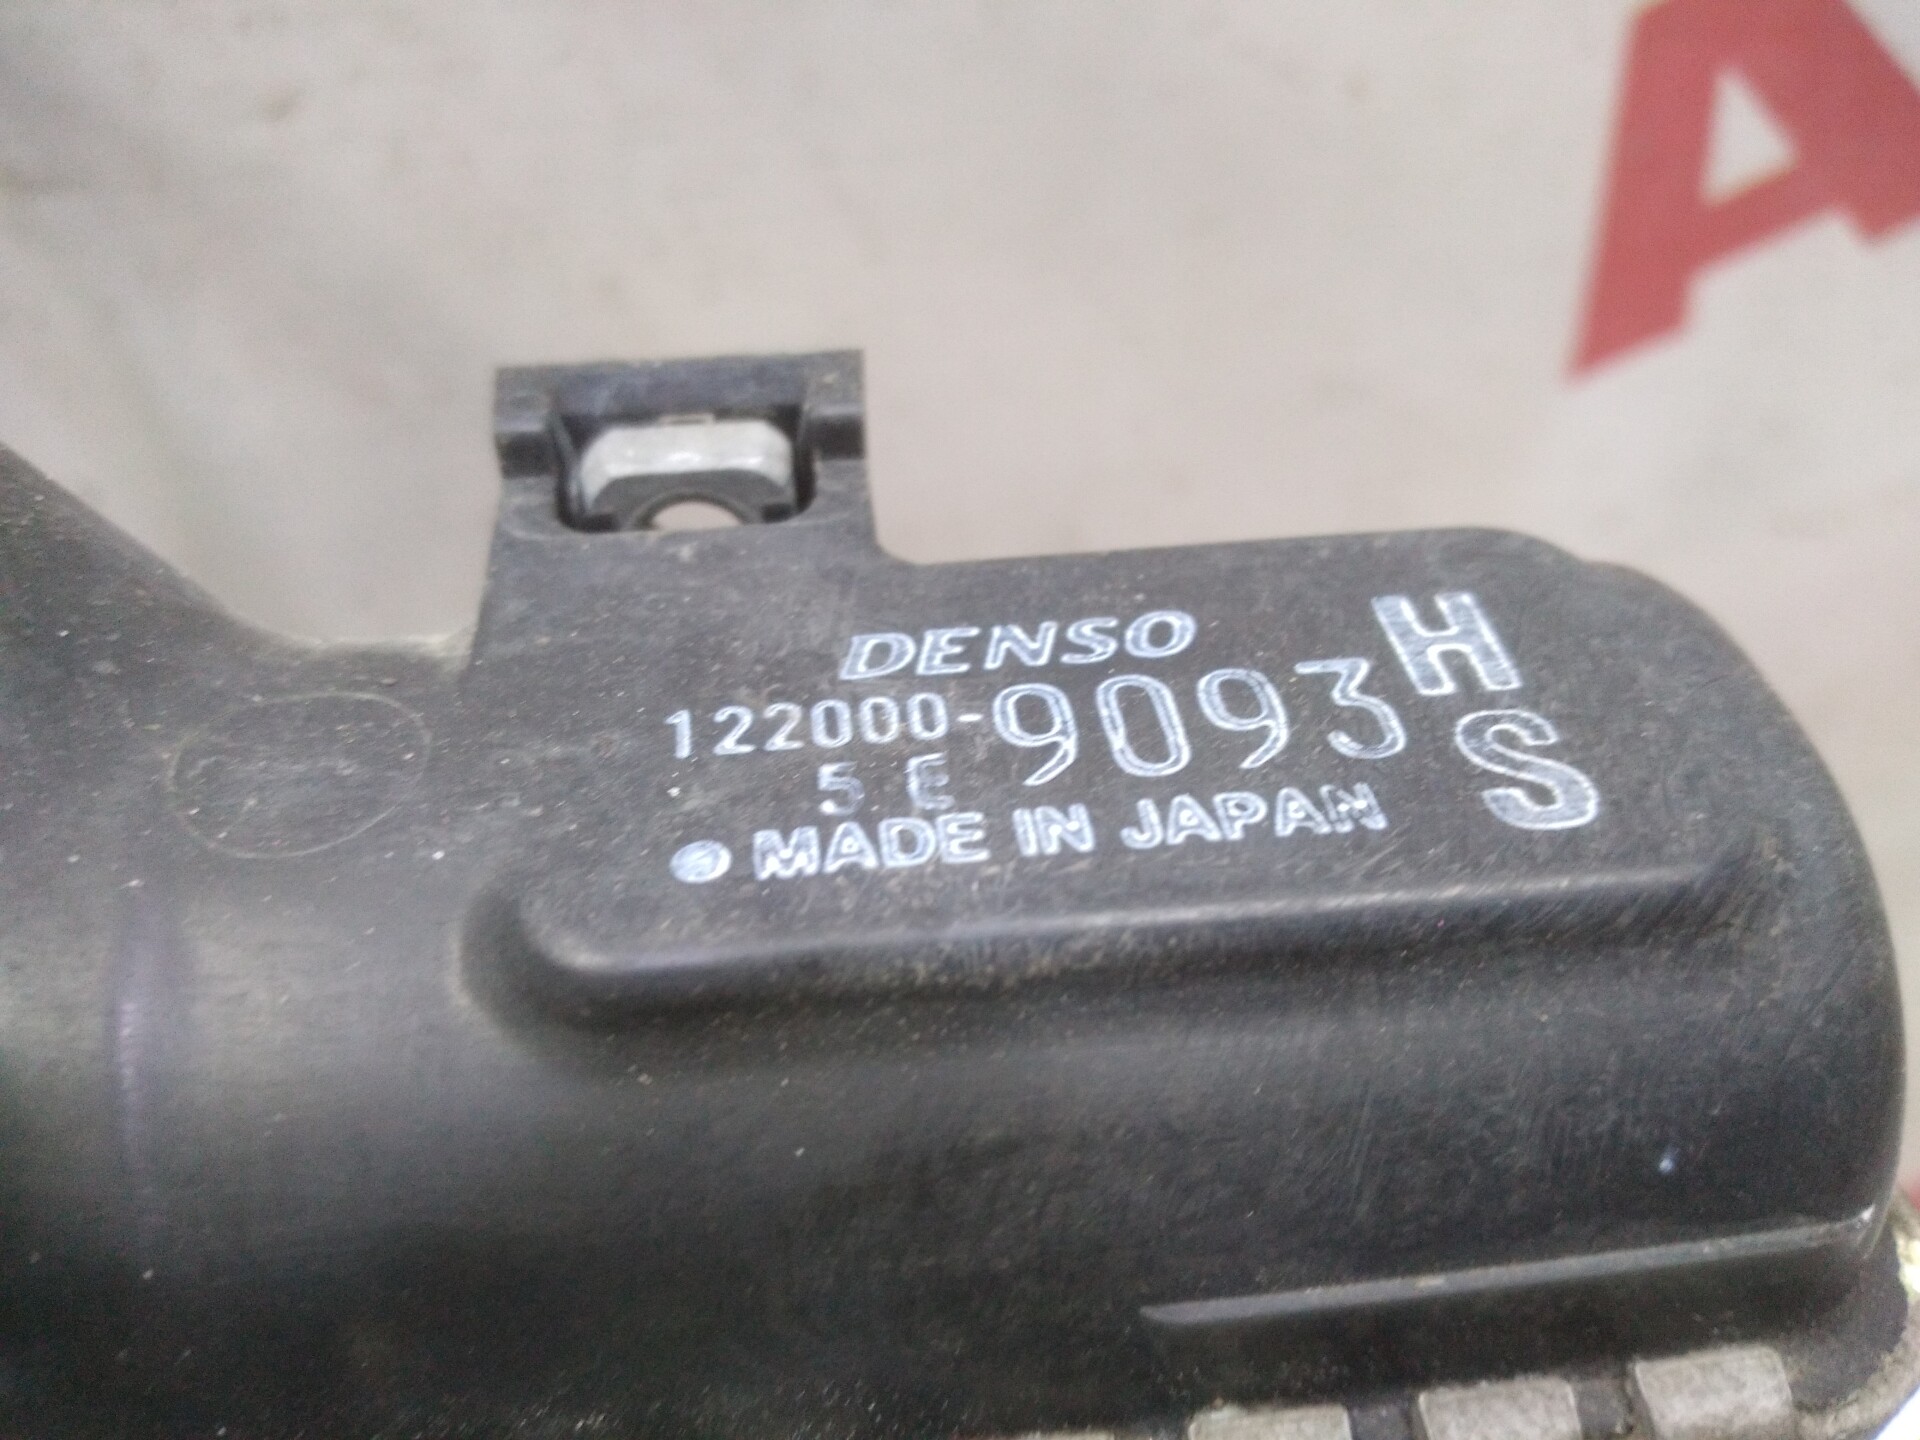 DENSO H
122000-9093 S
5 E
MADE IN JAPAN
A